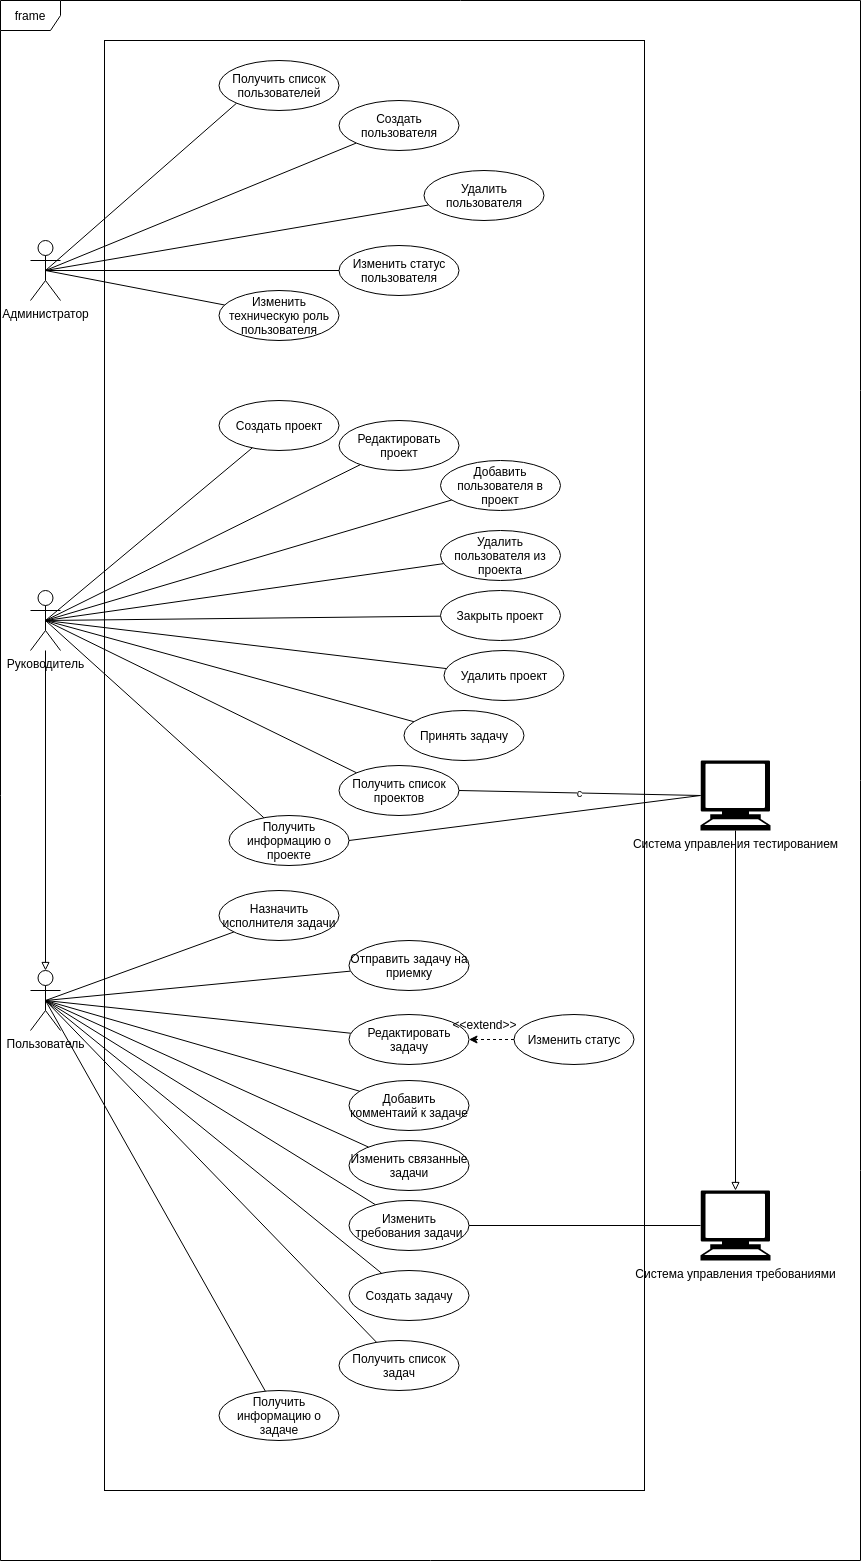 frame
Получить список
пользователей
Создать
пользователя
Удалить
пользователя
Изменить статус
пользователя
Изменить
техническую роль
пользователя
Администратор
Создать проект
Редактировать
проект
Добавить
пользователя в
проект
Удалить
пользователя из
проекта
Закрыть проект
Руководитель
Удалить проект
Принять задачу
Получить список
проектов
с
Получить
информацию о
проекте
Система управления тестированием
Назначить
исполнителя задачи
Отправить задачу на
приемку
Редактировать
задачу
<<extend>>
Изменить статус
Пользователь
Добавить
комментаий к задаче
Изменить связанные
задачи
Изменить
требования задачи
Система управления требованиями
Создать задачу
Получить список
задач
Получить
информацию о
задаче